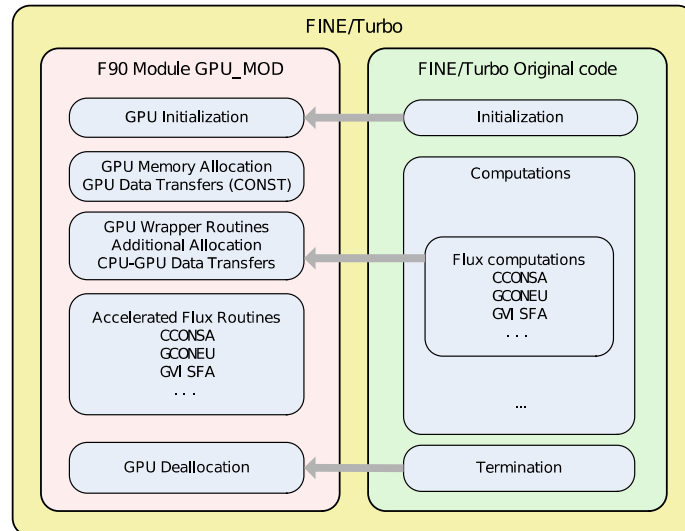 FINE/Turbo
F90 Module GPU_MOD
GPU Initialization
GPU Memory Allocation
GPU Data Transfers (CONST)
GPU Wrapper Routines
Additional Allocation
CPU-GPU Data Transfers
Accelerated Flux Routines
CCONSA
GCONEU
GVISFA
...
GPU Deallocation
FINE/Turbo Original code
Initialization
Computations
Flux computations
CCONSA
GCONEU
GVISFA
...
...
Termination